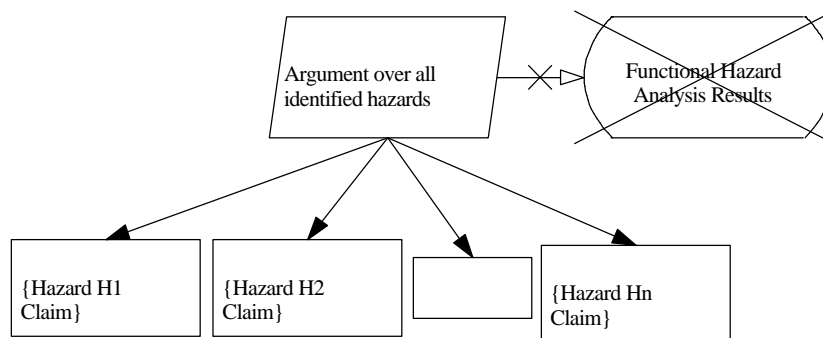 Argument over all
identified hazards
Functional Hazard
Analysis Results
{Hazard H1
Claim}
{Hazard H2
Claim}
{Hazard Hn
Claim}